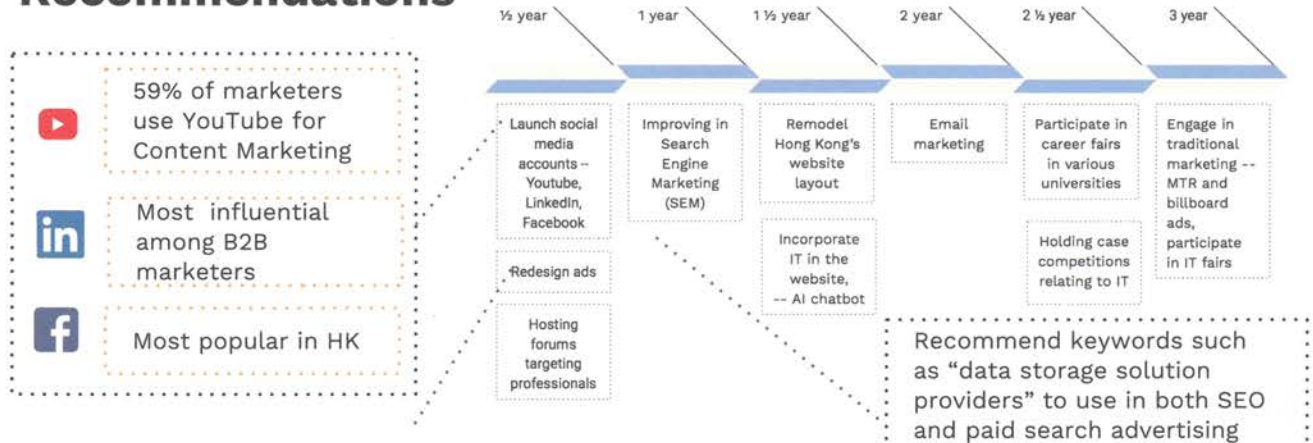 Recommendations
59% of marketers
use YouTube for
Content Marketing
in
Most influential
among B2B
marketers
f
Most popular in HK
½ year
1 year
1 ½ year
2 year
2 ½ year
3 year
Launch social
media
accounts --
Youtube,
LinkedIn,
Facebook
Redesign ads
Hosting
forums
targeting
professionals
Improving in
Search
Engine
Marketing
(SEM)
Remodel
Hong Kong's
website
layout
Incorporate
IT in the
website,
-- AI chatbot
Email
marketing
Participate in
career fairs
in various
universities
Holding case
competitions
relating to IT
Engage in
traditional
marketing --
MTR and
billboard
ads,
participate
in IT fairs
Recommend keywords such
as “data storage solution
providers” to use in both SEO
and paid search advertising